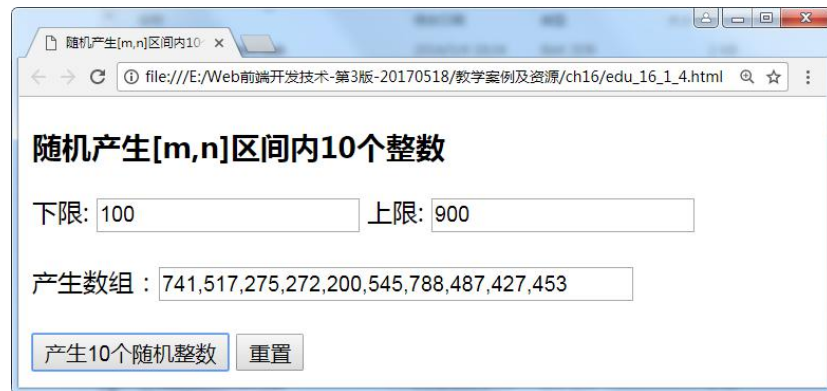 随机产生[m,n]区间内10
file:///E:/Web前端开发技术-第3版-20170518/教学案例及资源/ch16/edu_16_1_4.html
随机产生[m,n]区间内10个整数
下限: 100 上限: 900
产生数组：741,517,275,272,200,545,788,487,427,453
产生10个随机整数 重置